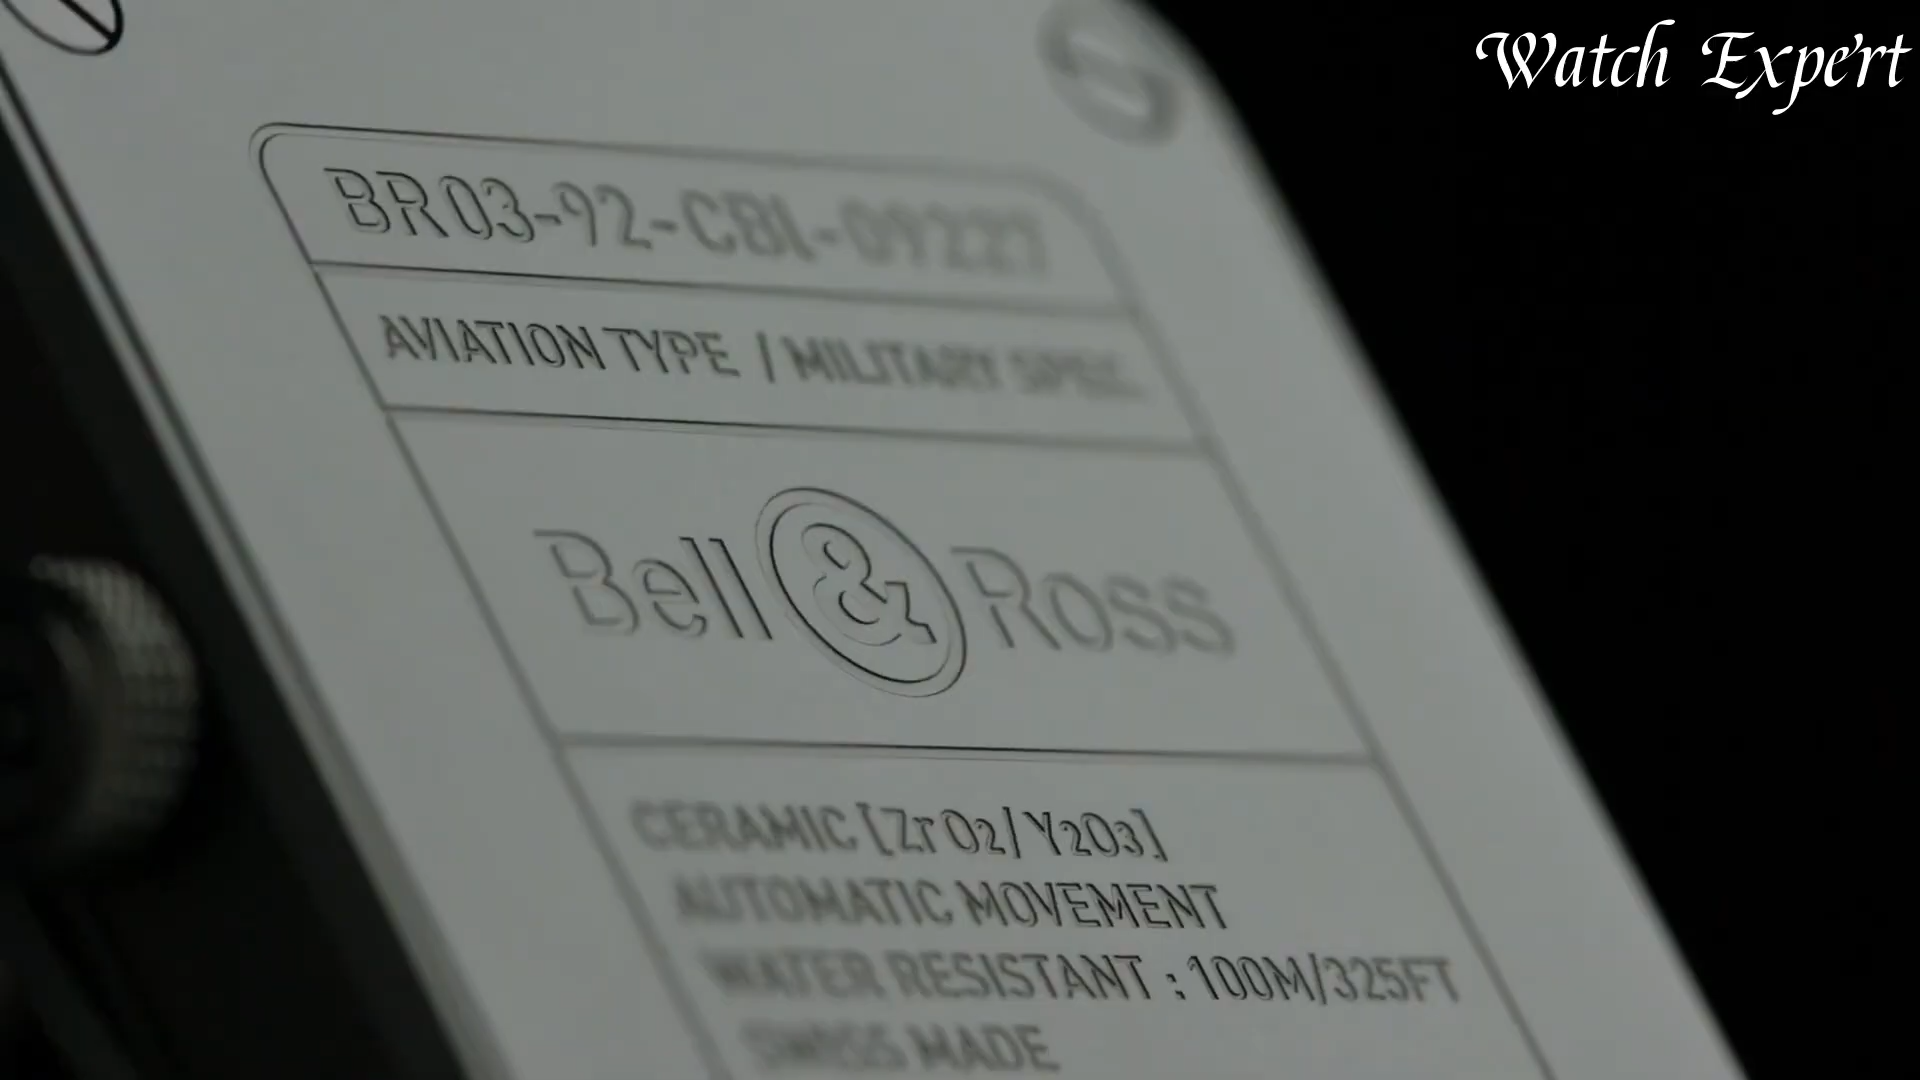 Watch Expert
BR03-92-CBL-09227
AVIATION TYPE / MILITARY SPEC.
Bell & Ross
CERAMIC [ZrO2/Y2O3]
AUTOMATIC MOVEMENT
WATER RESISTANT : 100M/325FT
SWISS MADE